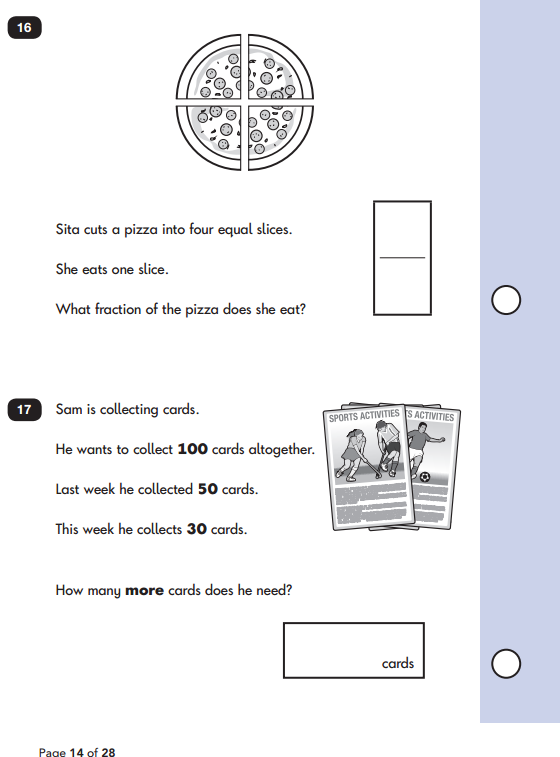 16
Sita cuts a pizza into four equal slices.
She eats one slice.
What fraction of the pizza does she eat?
17
Sam is collecting cards.
He wants to collect 100 cards altogether.
Last week he collected 50 cards.
This week he collects 30 cards.
SPORTS ACTIVITIES
TS ACTIVITIES
How many more cards does he need?
cards
Page 14 of 28